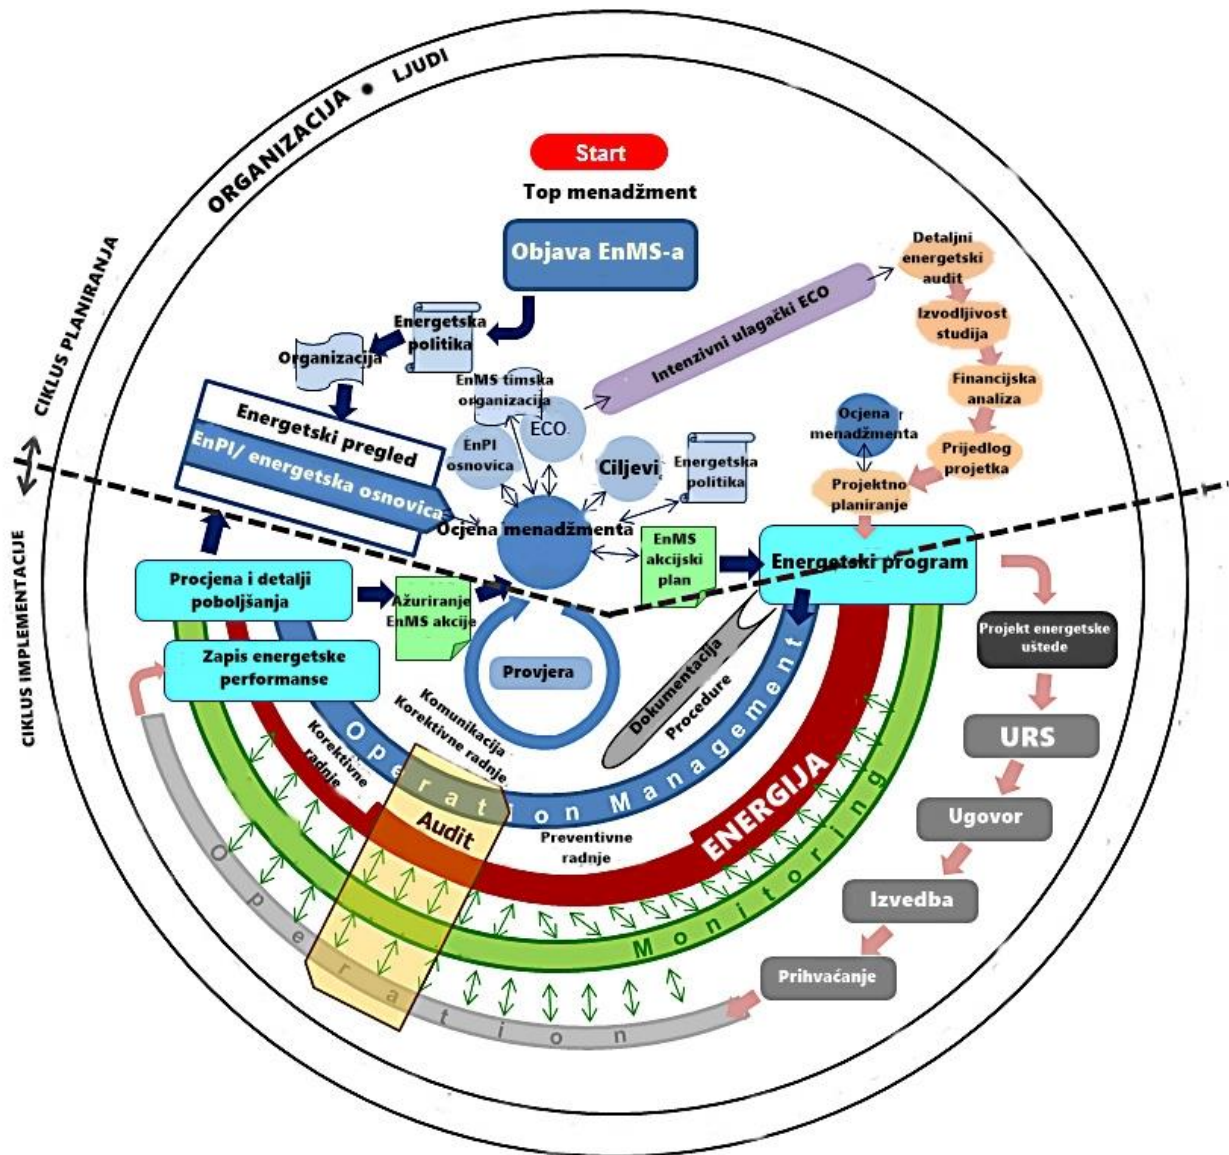 ORGANIZACIJA • LJUDI
CIKLUS PLANIRANJA
CIKLUS IMPLEMENTACIJE
Start
Top menadžment
Objava EnMS-a
Energetska
politika
Organizacija
Energetski pregled
EnPI/ energetska osnovica
EnMS timska
organizacija
ECO
EnPI
osnovica
Ciljevi
Energetska
politika
Ocjena menadžmenta
Intenzivni ulagački ECO
Detaljni
energetski
audit
Izvodljivost
studija
Financijska
analiza
Prijedlog
projetka
Ocjena
menadžmenta
Projektno
planiranje
EnMS
akcijski
plan
Energetski program
Procjena i detalji
poboljšanja
Ažuriranje
EnMS akcije
Zapis energetske
performanse
Provjera
Dokumentacija
Procedure
Komunikacija
Korektivne radnje
Korektivne
radnje
Operation Management
Audit
Preventivne
radnje
ENERGIJA
Monitoring
Operation
Projekt energetske
uštede
URS
Ugovor
Izvedba
Prihvaćanje